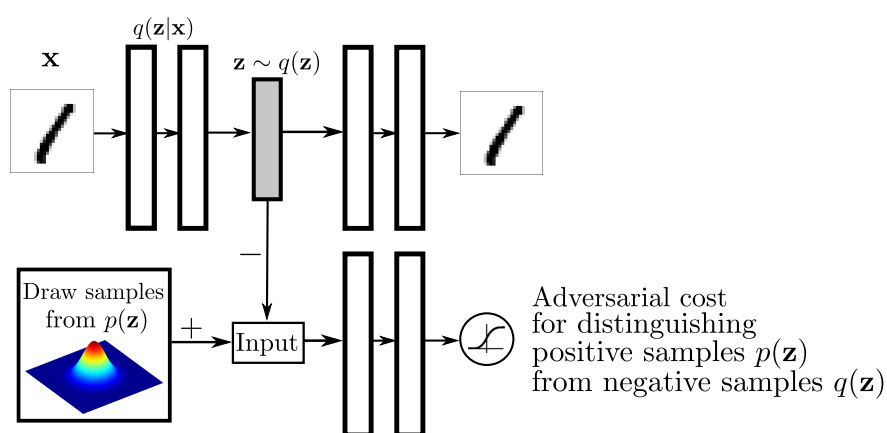 q(z|x)
x
z ∼ q(z)
−
Draw samples
from p(z)
+
Input
Adversarial cost
for distinguishing
positive samples p(z)
from negative samples q(z)